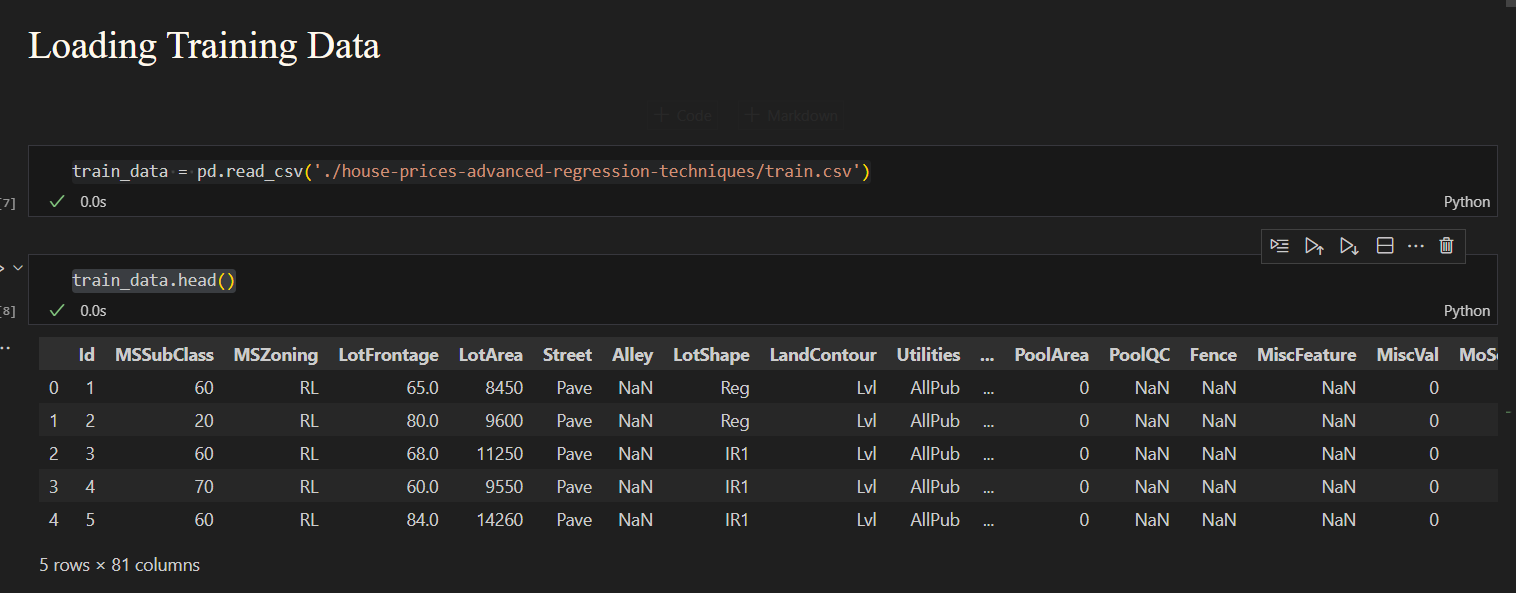 Loading Training Data
+ Code + Markdown
train_data = pd.read_csv('./house-prices-advanced-regression-techniques/train.csv')
[7] 0.0s Python
train_data.head()
[8] 0.0s Python
Id MSSubClass MSZoning LotFrontage LotArea Street Alley LotShape LandContour Utilities ... PoolArea PoolQC Fence MiscFeature MiscVal
0 1 60 RL 65.0 8450 Pave NaN Reg Lvl AllPub ... 0 NaN NaN NaN 0
1 2 20 RL 80.0 9600 Pave NaN Reg Lvl AllPub ... 0 NaN NaN NaN 0
2 3 60 RL 68.0 11250 Pave NaN IR1 Lvl AllPub ... 0 NaN NaN NaN 0
3 4 70 RL 60.0 9550 Pave NaN IR1 Lvl AllPub ... 0 NaN NaN NaN 0
4 5 60 RL 84.0 14260 Pave NaN IR1 Lvl AllPub ... 0 NaN NaN NaN 0
5 rows × 81 columns